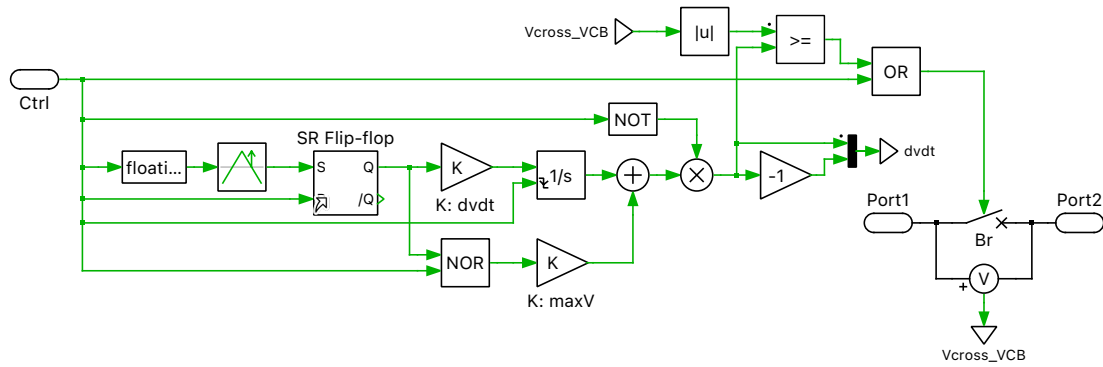 Vcross_VCB
|u|
>=
OR
Ctrl
NOT
SR Flip-flop
floati...
S
Q
R
/Q
K
K: dvdt
1/s
+
×
-1
dvdt
NOR
K
K: maxV
Port1
Port2
Br
V
+
Vcross_VCB